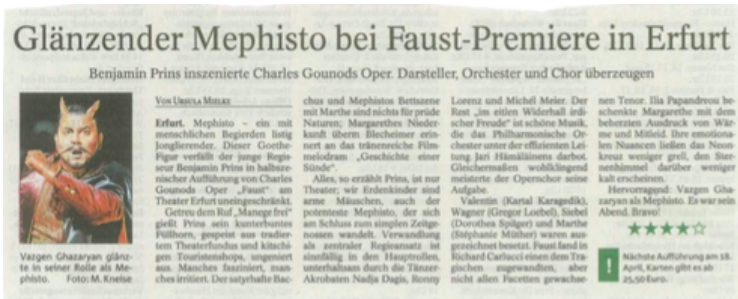 Glänzender Mephisto bei Faust-Premiere in Erfurt
Benjamin Prins inszenierte Charles Gounods Oper. Darsteller, Orchester und Chor überzeugen
Vazgen Ghazaryan glänz-
te in seiner Rolle als Me-
phisto. Foto: M. Kneise
VON URSULA MIELKE
Erfurt. Mephisto – ein mit
menschlichen Begierden listig
Jonglierender. Dieser Goethe-
Figur verfällt der junge Regis-
seur Benjamin Prins in halbsze-
nischer Aufführung von Charles
Gounods Oper „Faust“ am
Theater Erfurt uneingeschränkt.
Getreu dem Ruf „Manege frei“
gießt Prins sein kunterbuntes
Füllhorn, gespeist aus tradier-
tem Theaterfundus und kitschi-
gen Touristenshops, ungeniert
aus. Manches fasziniert, man-
ches irritiert. Der satyrhafte Bac-
chus und Mephistos Bettszene
mit Marthe sind nichts für prüde
Naturen; Margarethes Nieder-
kunft überm Blecheimer erin-
nert an das tränenreiche Film-
melodram „Geschichte einer
Sünde“.
Alles, so erzählt Prins, ist nur
Theater; wir Erdenkinder sind
arme Mäuschen, auch der
potenteste Mephisto, der sich
am Schluss zum simplen Zeitge-
nossen wandelt. Verwandlung
als zentraler Regieansatz ist
sinnfällig in den Hauptrollen,
unterhaltsam durch die Tänzer-
Akrobaten Nadja Dagis, Ronny
Lorenz und Michél Meier. Der
Rest „im eitlen Widerhall irdi-
scher Freude“ ist schöne Musik,
die das Philharmonische Or-
chester unter der effizienten Lei-
tung Jari Hämäläinens darbot.
Gleichermaßen wohlklingend
meisterte der Opernchor seine
Aufgabe.
Valentin (Kartal Karagedik),
Wagner (Gregor Loebel), Siebel
(Dorothea Spilger) und Marthe
(Stéphanie Müther) waren aus-
gezeichnet besetzt. Faust fand in
Richard Carlucci einen dem Tra-
gischen zugewandten, aber
nicht allen Facetten gewachse-
nen Tenor. Ilia Papandreou be-
schenkte Margarethe mit dem
beherzten Ausdruck von Wär-
me und Mitleid. Ihre emotiona-
len Nuancen ließen das Neon-
kreuz weniger grell, den Ster-
nenhimmel darüber weniger
kalt erscheinen.
Hervorragend: Vazgen Gha-
zaryan als Mephisto. Es war sein
Abend. Bravo!
Nächste Aufführung am 18.
April, Karten gibt es ab
25,50 Euro.